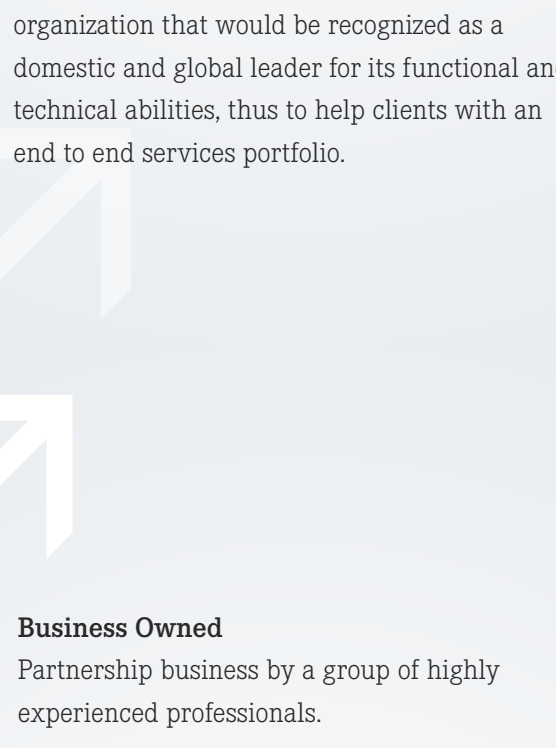 organization that would be recognized as a
domestic and global leader for its functional an
technical abilities, thus to help clients with an
end to end services portfolio.
Business Owned
Partnership business by a group of highly
experienced professionals.